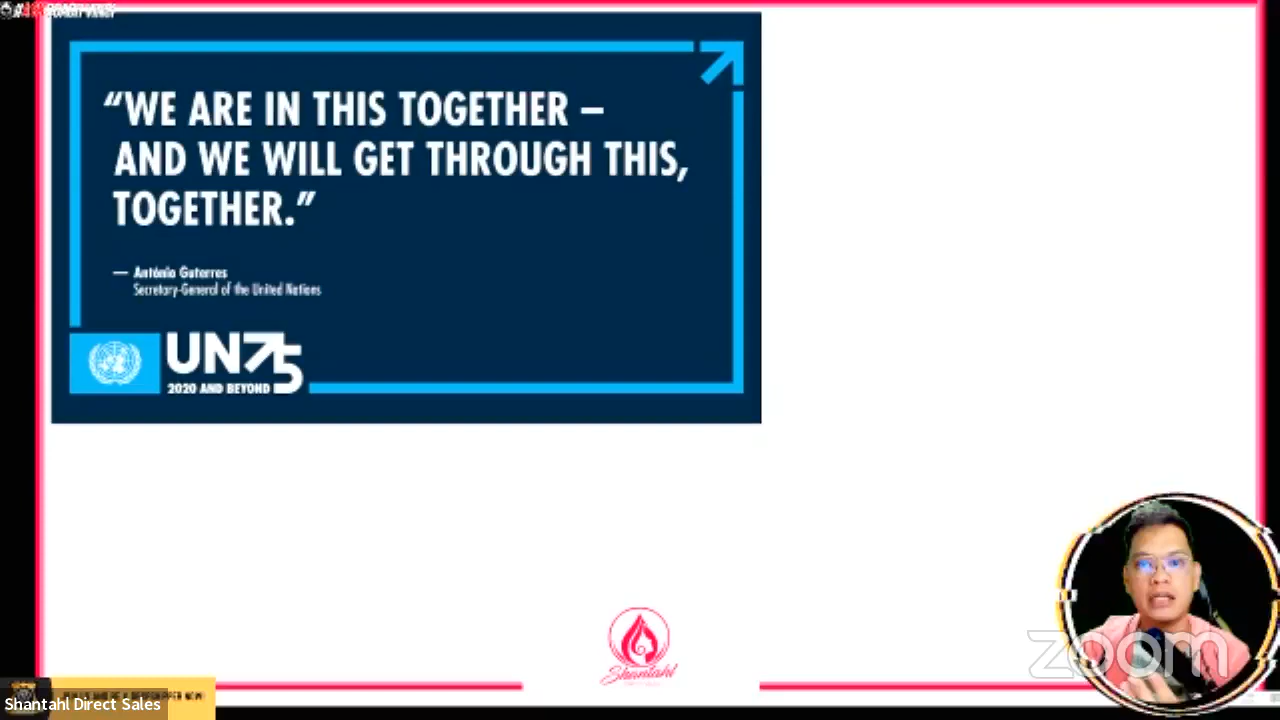 “WE ARE IN THIS TOGETHER –
AND WE WILL GET THROUGH THIS,
TOGETHER.”
— António Guterres
Secretary-General of the United Nations
UN75
2020 AND BEYOND
Shantahl
zoom
Shantahl Direct Sales